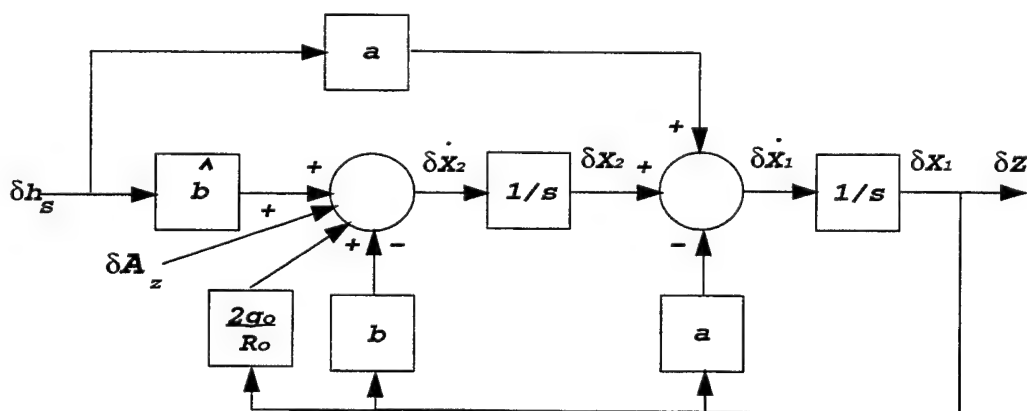 a
+
δh_s
b̂
+
+
δẊ₂
1/s
δX₂
+
δẊ₁
1/s
δX₁
δZ
δA_z
+
-
-
2g₀
R₀
b
a